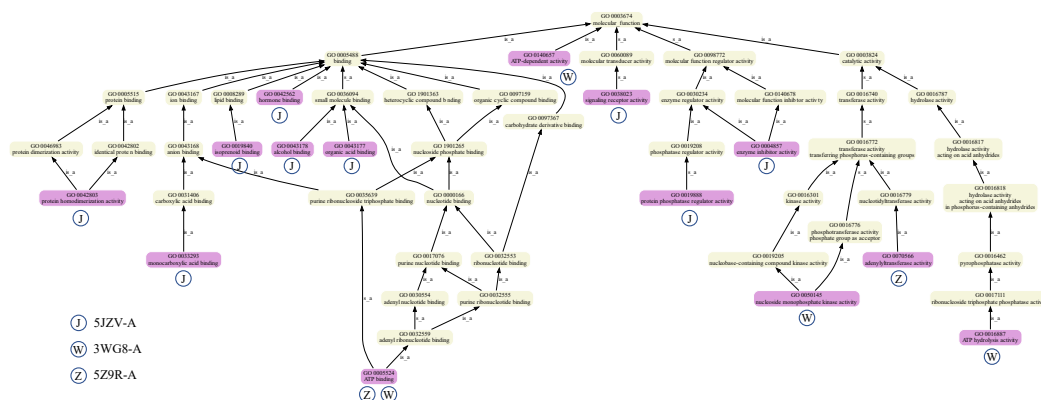 GO 0003674
molecular_function
is_a
is_a
s_a
s_a
is_a
GO 0005488
binding
GO 0140657
ATP-dependent activity
W
GO 0060089
molecular transducer activity
GO 0098772
molecular function regulator activity
GO 0003824
catalytic activity
GO 0005515
protein binding
GO 0043167
ion binding
GO 0008289
lipid binding
GO 0042562
hormone binding
J
GO 0036094
small molecule binding
GO 1901363
heterocyclic compound binding
GO 0097159
organic cyclic compound binding
GO 0097367
carbohydrate derivative binding
GO 0038023
signaling receptor activity
J
GO 0030234
enzyme regulator activity
GO 0140678
molecular function inhibitor activity
GO 0016740
transferase activity
GO 0016787
hydrolase activity
GO 0046983
protein dimerization activity
GO 0042802
identical protein binding
GO 0043168
anion binding
GO 0019840
isoprenoid binding
J
GO 0043178
alcohol binding
J
GO 0043177
organic acid binding
J
GO 1901265
nucleoside phosphate binding
GO 0019208
phosphatase regulator activity
GO 0004857
enzyme inhibitor activity
J
GO 0016772
transferase activity
transferring phosphorus-containing groups
GO 0016817
hydrolase activity
acting on acid anhydrides
GO 0042803
protein homodimerization activity
J
GO 0031406
carboxylic acid binding
GO 0035639
purine ribonucleoside triphosphate binding
GO 0000166
nucleotide binding
GO 0019888
protein phosphatase regulator activity
J
GO 0016301
kinase activity
GO 0016779
nucleotidyltransferase activity
GO 0016818
hydrolase activity
acting on acid anhydrides
in phosphorus-containing anhydrides
GO 0033293
monocarboxylic acid binding
J
GO 0017076
purine nucleotide binding
GO 0032553
ribonucleotide binding
GO 0016776
phosphotransferase activity
phosphate group as acceptor
GO 0019205
nucleobase-containing compound kinase activity
GO 0070566
adenylyltransferase activity
Z
GO 0016462
pyrophosphatase activity
GO 0030554
adenyl nucleotide binding
GO 0032555
purine ribonucleotide binding
GO 0050145
nucleoside monophosphate kinase activity
W
GO 0017111
ribonucleoside triphosphate phosphatase activity
GO 0032559
adenyl ribonucleotide binding
GO 0016887
ATP hydrolysis activity
W
GO 0005524
ATP binding
Z W
J 5JZV-A
W 3WG8-A
Z 5Z9R-A